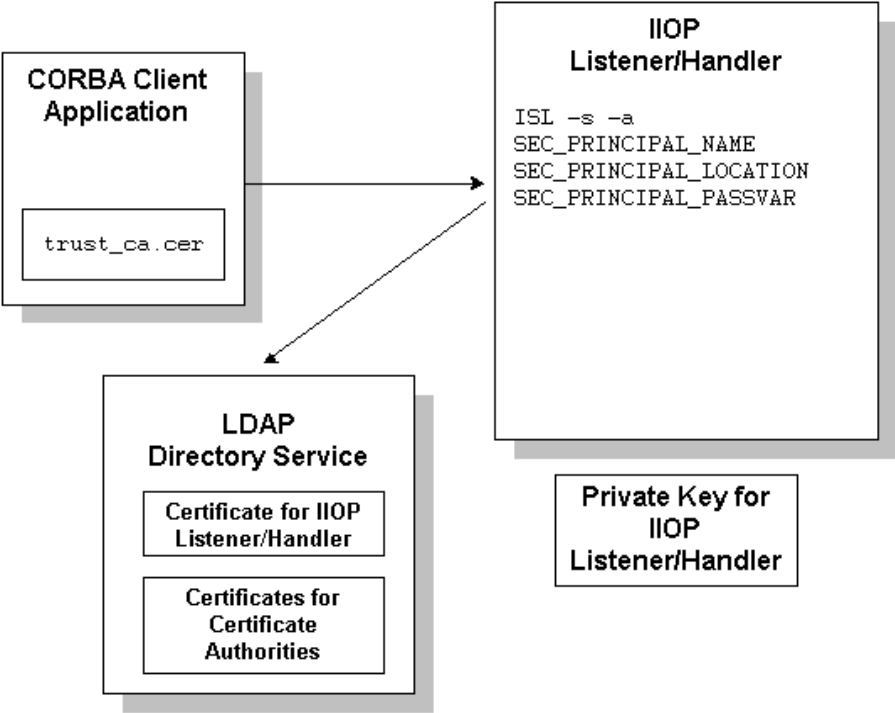 CORBA Client
Application
trust_ca.cer
IIOP
Listener/Handler
ISL –s –a
SEC_PRINCIPAL_NAME
SEC_PRINCIPAL_LOCATION
SEC_PRINCIPAL_PASSVAR
LDAP
Directory Service
Certificate for IIOP
Listener/Handler
Certificates for
Certificate
Authorities
Private Key for
IIOP
Listener/Handler